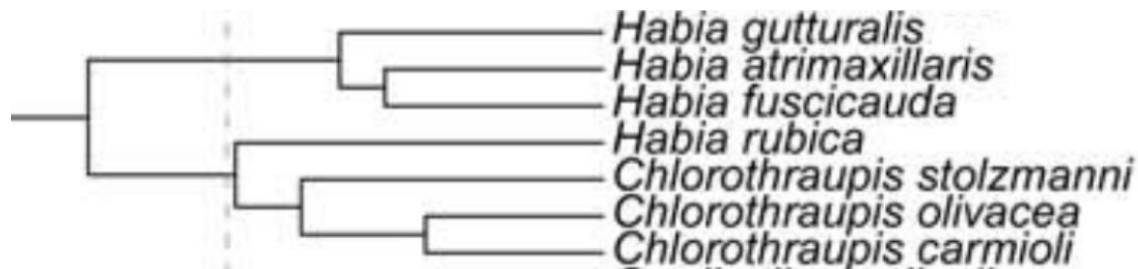 Habia gutturalis
Habia atrimaxillaris
Habia fuscicauda
Habia rubica
Chlorothraupis stolzmanni
Chlorothraupis olivacea
Chlorothraupis carmioli